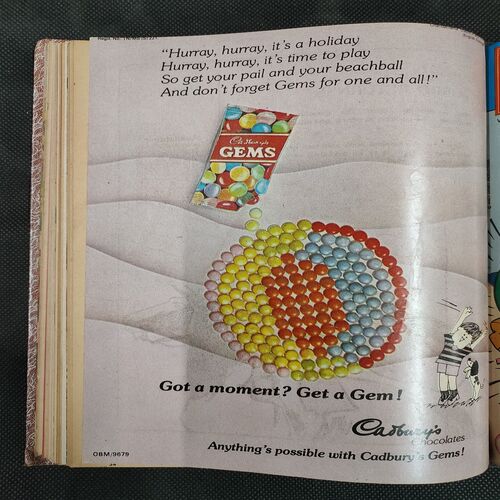 "Hurray, hurray, it's a holiday
Hurray, hurray, it's time to play
So get your pail and your beachball
And don't forget Gems for one and all!"
Cadbury's
GEMS
Got a moment? Get a Gem!
Cadbury's
Chocolates
Anything's possible with Cadbury's Gems!
OBM/9679